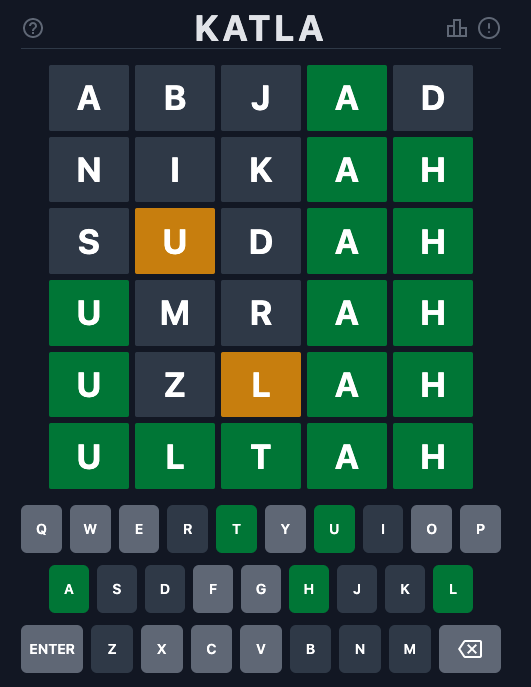 KATLA
A B J A D
N I K A H
S U D A H
U M R A H
U Z L A H
U L T A H
Q W E R T Y U I O P
A S D F G H J K L
ENTER Z X C V B N M